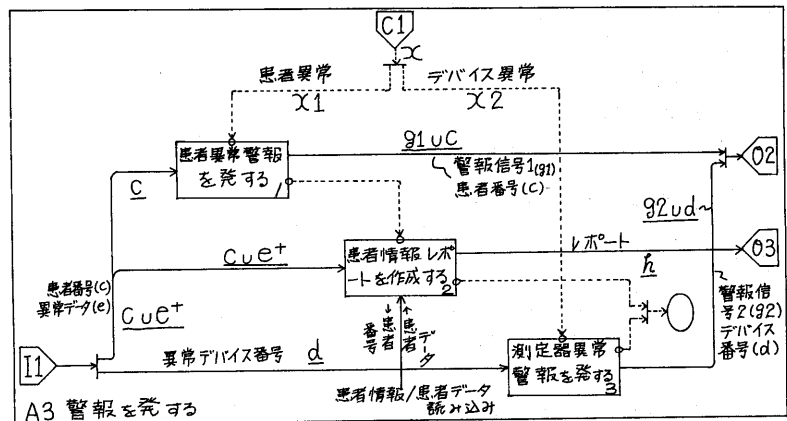 C1
x
患者異常
x1
デバイス異常
x2
患者異常警報
を発する
1
g1∪c
警報信号1(g1)
患者番号(c)
O2
c
g2∪d
c∪e+
患者情報レポ
ートを作成する
2
レポート
O3
h
患者番号(c)
異常データ(e)
c∪e+
患者
番号
患者
データ
警報信
号2(g2)
デバイス
番号(d)
I1
異常デバイス番号
d
測定器異常
警報を発する
3
患者情報/患者データ
読み込み
A3 警報を発する